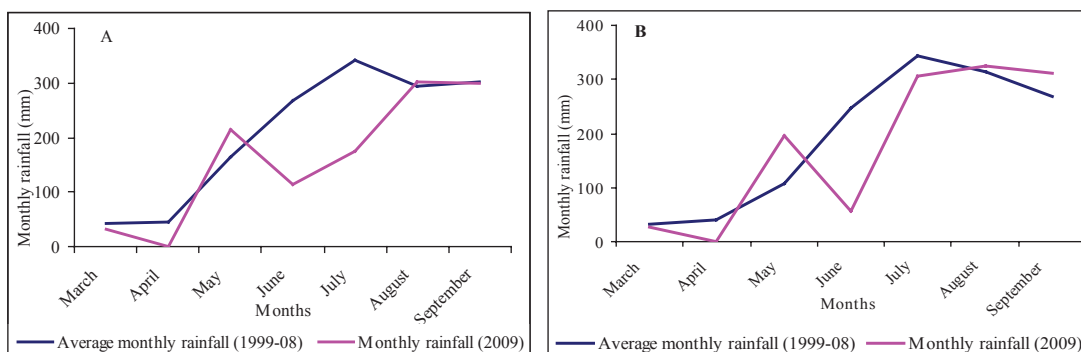 A
Monthly rainfall (mm)
400
300
200
100
0
March
April
May
June
July
August
September
Months
Average monthly rainfall (1999-08)
Monthly rainfall (2009)
B
Monthly rainfall (mm)
400
300
200
100
0
March
April
May
June
July
August
September
Months
Average monthly rainfall (1999-08)
Monthly rainfall (2009)